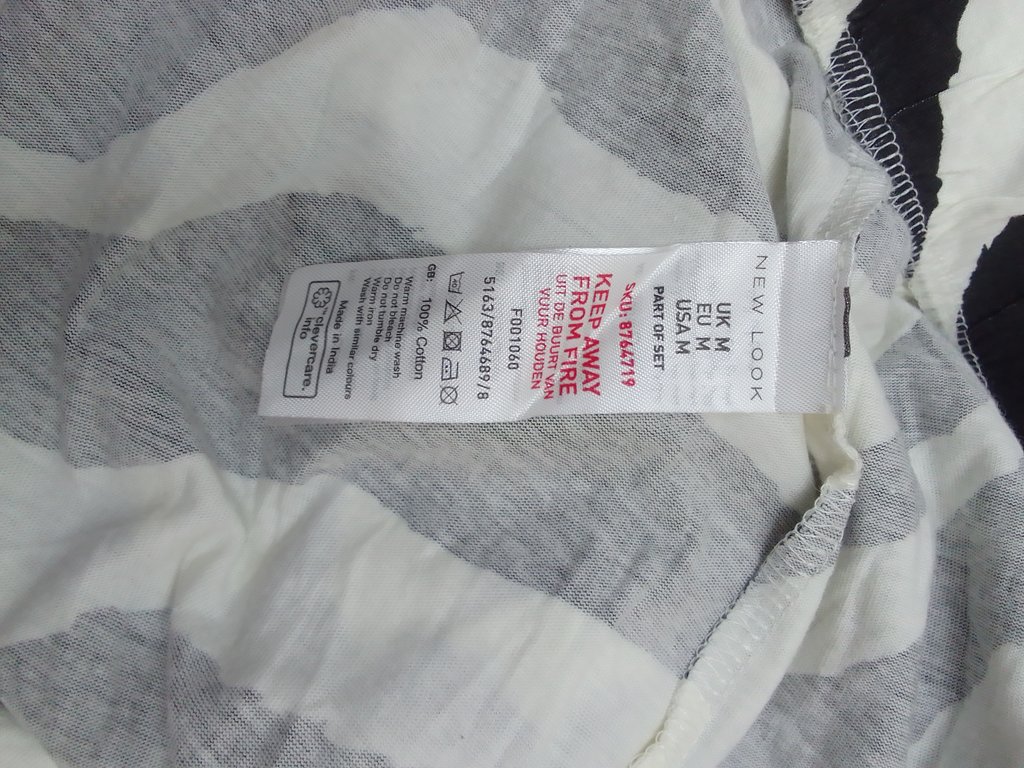 NEW LOOK
UK M
EU M
USA M
PART OF SET
SKU: 8764719
KEEP AWAY
FROM FIRE
UIT DE BUURT VAN
VUUR HOUDEN
F001060
5163/8764689/8
40
GB: 100% Cotton
Warm machine wash
Do not bleach
Do not tumble dry
Warm iron
Wash with similar colours
Made in India
clevercare.
info